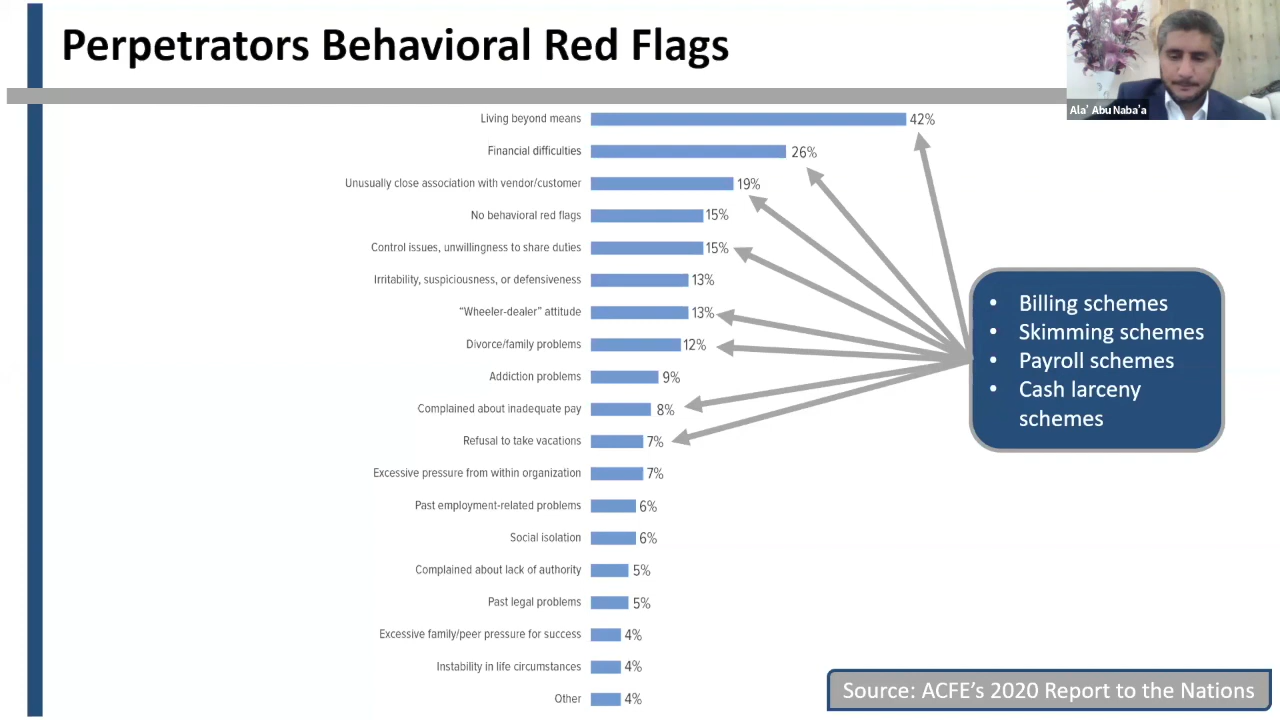 Perpetrators Behavioral Red Flags
Ala' Abu Naba'a
Living beyond means 42%
Financial difficulties 26%
Unusually close association with vendor/customer 19%
No behavioral red flags 15%
Control issues, unwillingness to share duties 15%
Irritability, suspiciousness, or defensiveness 13%
“Wheeler-dealer” attitude 13%
Divorce/family problems 12%
Addiction problems 9%
Complained about inadequate pay 8%
Refusal to take vacations 7%
Excessive pressure from within organization 7%
Past employment-related problems 6%
Social isolation 6%
Complained about lack of authority 5%
Past legal problems 5%
Excessive family/peer pressure for success 4%
Instability in life circumstances 4%
Other 4%
• Billing schemes
• Skimming schemes
• Payroll schemes
• Cash larceny
schemes
Source: ACFE’s 2020 Report to the Nations